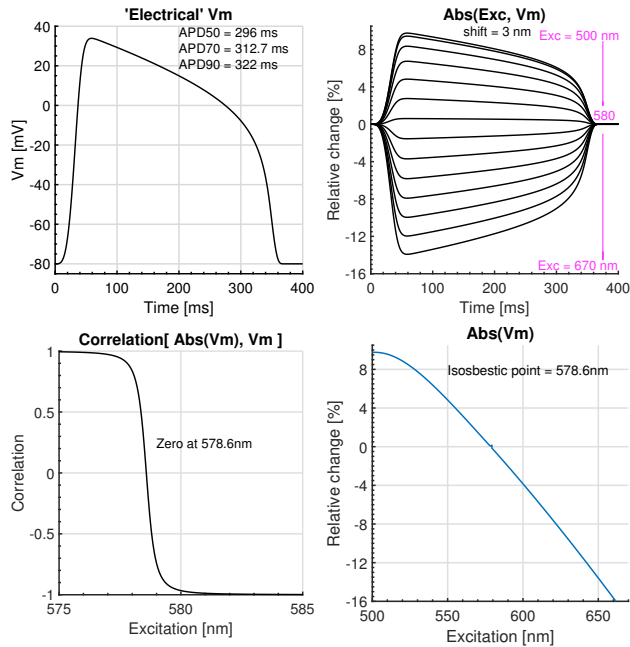 'Electrical' Vm
APD50 = 296 ms
APD70 = 312.7 ms
APD90 = 322 ms
40
20
0
-20
-40
-60
-80
Vm [mV]
0 100 200 300 400
Time [ms]
Abs(Exc, Vm)
shift = 3 nm
Exc = 500 nm
580
Exc = 670 nm
8
4
0
-4
-8
-12
-16
Relative change [%]
0 100 200 300 400
Time [ms]
Correlation[ Abs(Vm), Vm ]
1
0.5
0
-0.5
-1
Correlation
Zero at 578.6nm
575 580 585
Excitation [nm]
Abs(Vm)
Isosbestic point = 578.6nm
8
4
0
-4
-8
-12
-16
Relative change [%]
500 550 600 650
Excitation [nm]